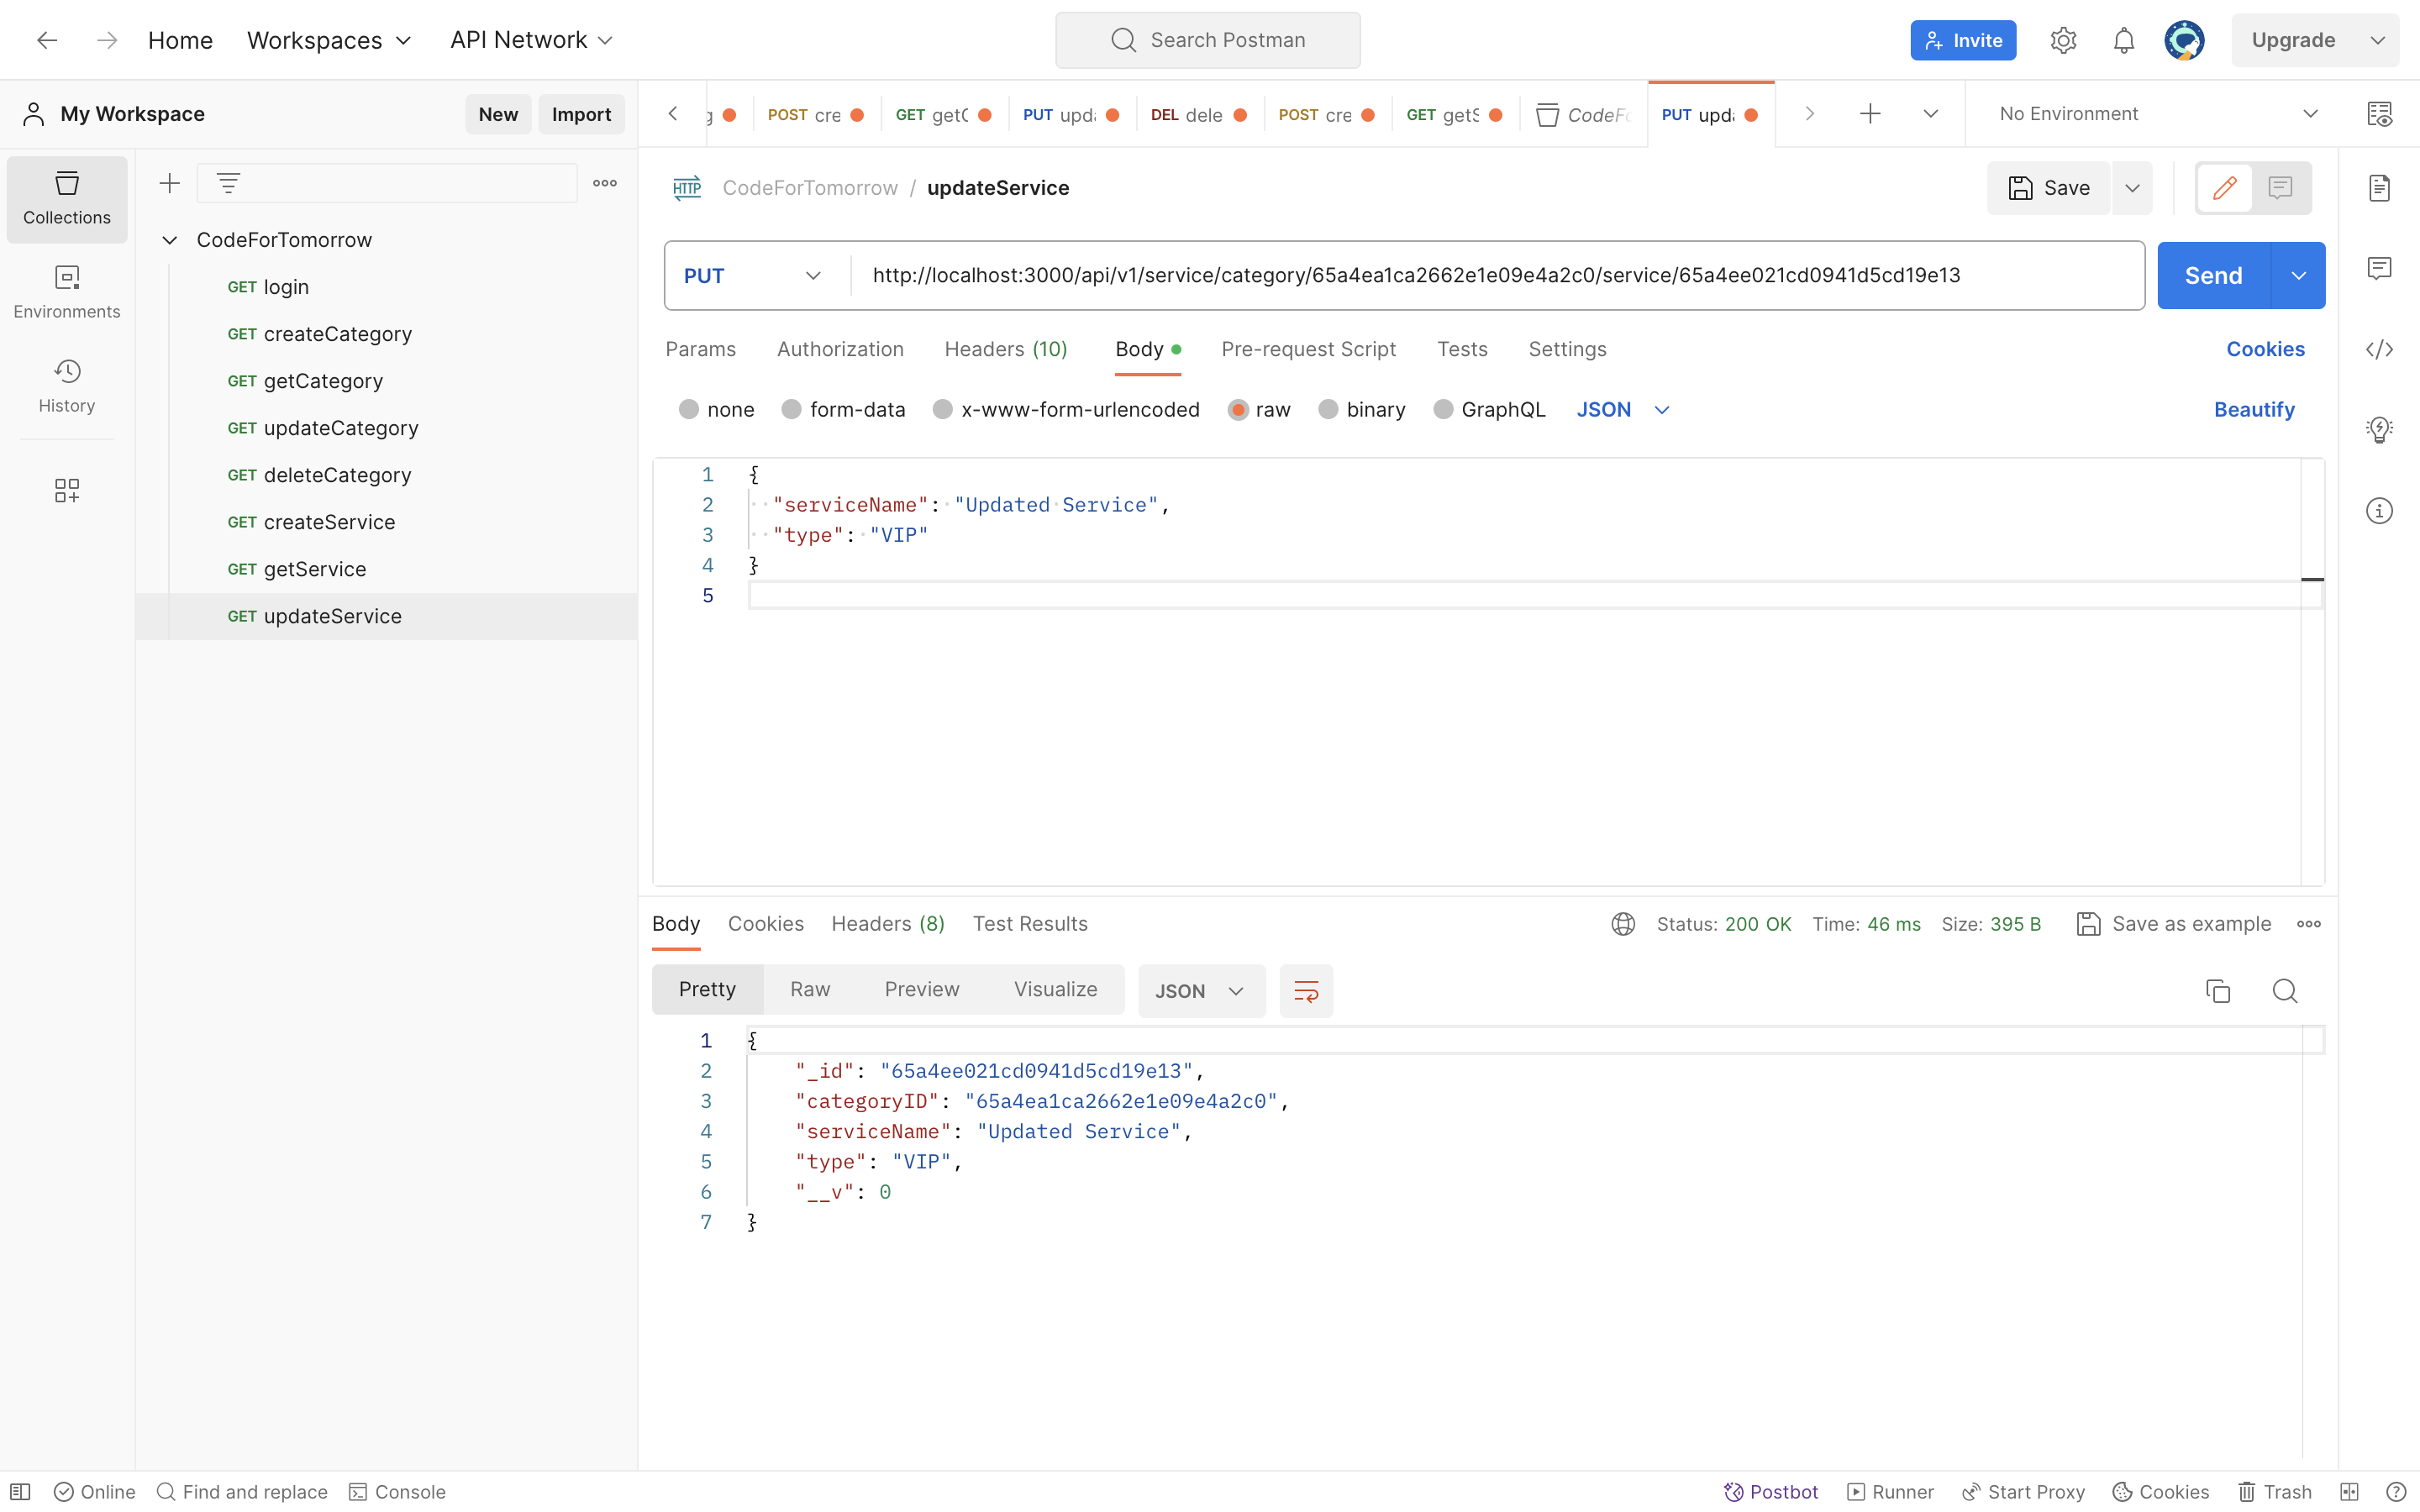 Home Workspaces API Network Search Postman Invite Upgrade
My Workspace New Import
POST cre GET get PUT upd DEL dele POST cre GET get CodeF PUT upd No Environment
Collections
Environments
History
CodeForTomorrow
GET login
GET createCategory
GET getCategory
GET updateCategory
GET deleteCategory
GET createService
GET getService
GET updateService
HTTP CodeForTomorrow / updateService Save
PUT http://localhost:3000/api/v1/service/category/65a4ea1ca2662e1e09e4a2c0/service/65a4ee021cd0941d5cd19e13 Send
Params Authorization Headers (10) Body Pre-request Script Tests Settings Cookies
none form-data x-www-form-urlencoded raw binary GraphQL JSON Beautify
1 {
2 "serviceName": "Updated Service",
3 "type": "VIP"
4 }
5
Body Cookies Headers (8) Test Results Status: 200 OK Time: 46 ms Size: 395 B Save as example
Pretty Raw Preview Visualize JSON
1 {
2 "_id": "65a4ee021cd0941d5cd19e13",
3 "categoryID": "65a4ea1ca2662e1e09e4a2c0",
4 "serviceName": "Updated Service",
5 "type": "VIP",
6 "__v": 0
7 }
Online Find and replace Console Postbot Runner Start Proxy Cookies Trash